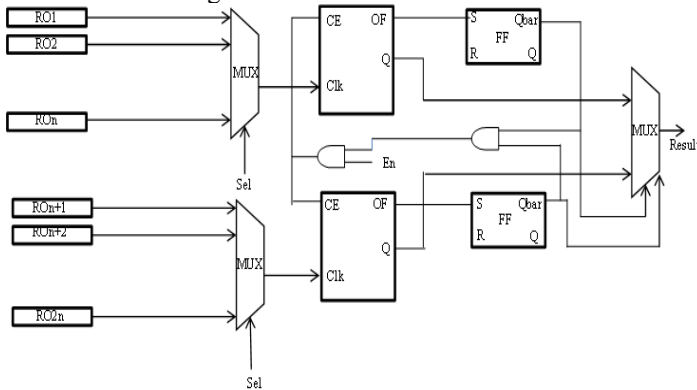 RO1
RO2
ROn
MUX
Sel
CE
OF
Q
Clk
S
Qbar
FF
R
Q
En
MUX
Result
ROn+1
ROn+2
RO2n
MUX
Sel
CE
OF
Q
Clk
S
Qbar
FF
R
Q